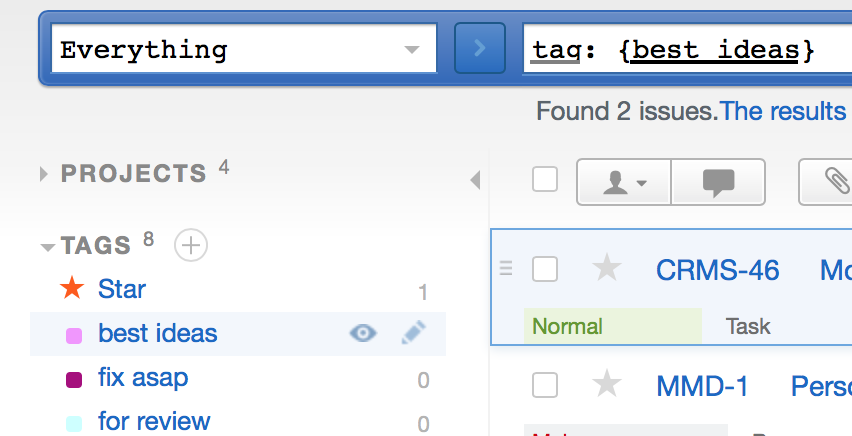 Everything
tag: {best ideas}
Found 2 issues.The results
PROJECTS 4
TAGS 8
Star 1
best ideas
fix asap 0
for review 0
CRMS-46 Mo
Normal Task
MMD-1 Perso